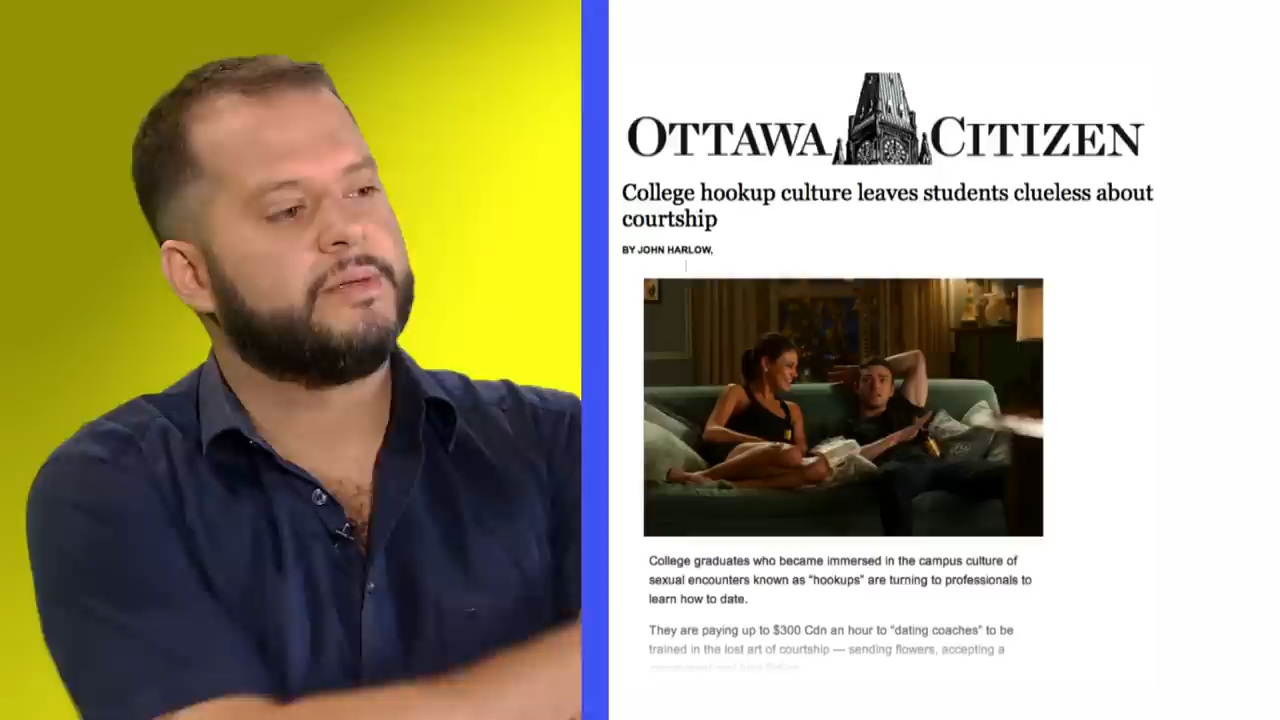 OTTAWA CITIZEN
College hookup culture leaves students clueless about
courtship
BY JOHN HARLOW,
College graduates who became immersed in the campus culture of
sexual encounters known as “hookups” are turning to professionals to
learn how to date.
They are paying up to $300 Cdn an hour to “dating coaches” to be
trained in the lost art of courtship — sending flowers, accepting a